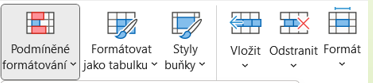 Podmíněné
formátování
Formátovat
jako tabulku
Styly
buňky
Vložit
Odstranit
Formát